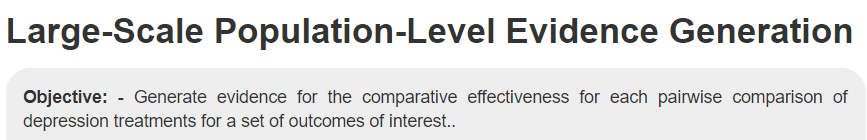 Large-Scale Population-Level Evidence Generation
Objective: - Generate evidence for the comparative effectiveness for each pairwise comparison of
depression treatments for a set of outcomes of interest..